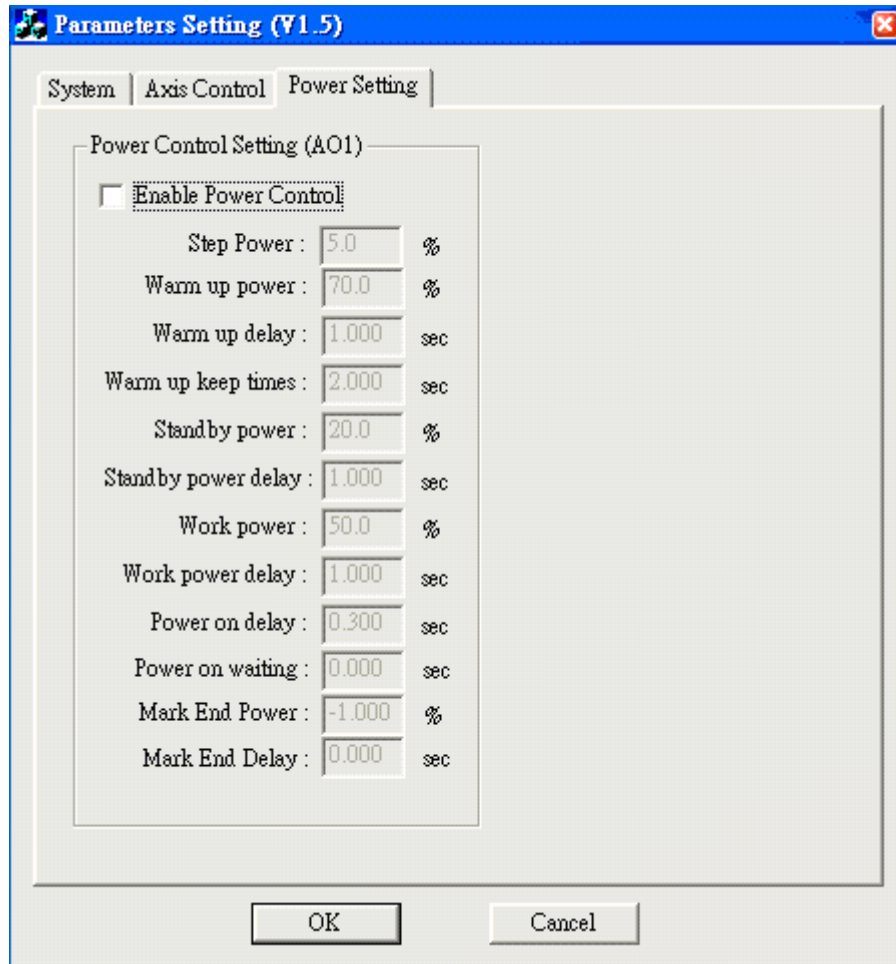 Parameters Setting (V1.5)
System Axis Control Power Setting
Power Control Setting (AO1)
Enable Power Control
Step Power : 5.0 %
Warm up power : 70.0 %
Warm up delay : 1.000 sec
Warm up keep times : 2.000 sec
Standby power : 20.0 %
Standby power delay : 1.000 sec
Work power : 50.0 %
Work power delay : 1.000 sec
Power on delay : 0.300 sec
Power on waiting : 0.000 sec
Mark End Power : -1.000 %
Mark End Delay : 0.000 sec
OK Cancel